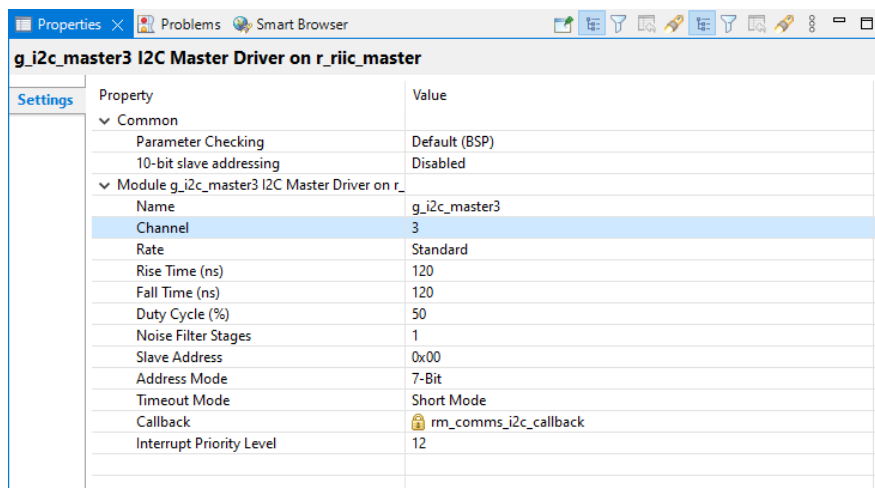 Properties Problems Smart Browser
g_i2c_master3 I2C Master Driver on r_riic_master
Settings
Property Value
Common
Parameter Checking Default (BSP)
10-bit slave addressing Disabled
Module g_i2c_master3 I2C Master Driver on r_
Name g_i2c_master3
Channel 3
Rate Standard
Rise Time (ns) 120
Fall Time (ns) 120
Duty Cycle (%) 50
Noise Filter Stages 1
Slave Address 0x00
Address Mode 7-Bit
Timeout Mode Short Mode
Callback rm_comms_i2c_callback
Interrupt Priority Level 12